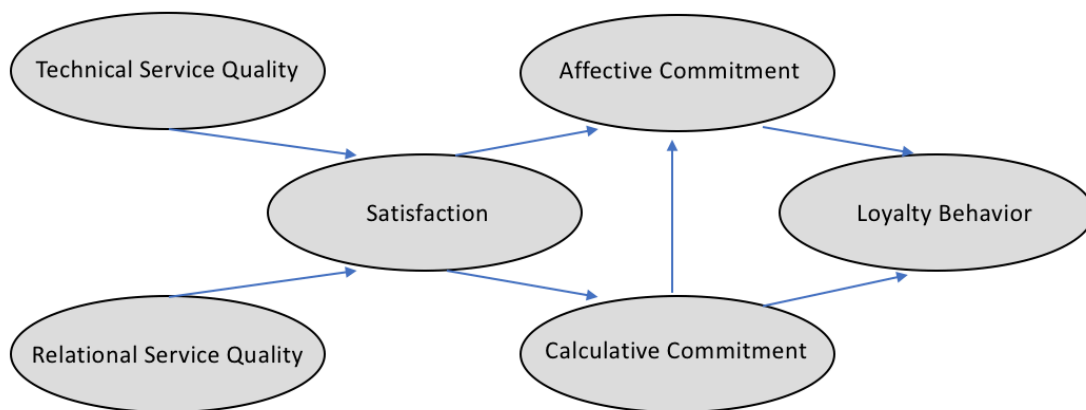 Technical Service Quality
Affective Commitment
Satisfaction
Loyalty Behavior
Relational Service Quality
Calculative Commitment